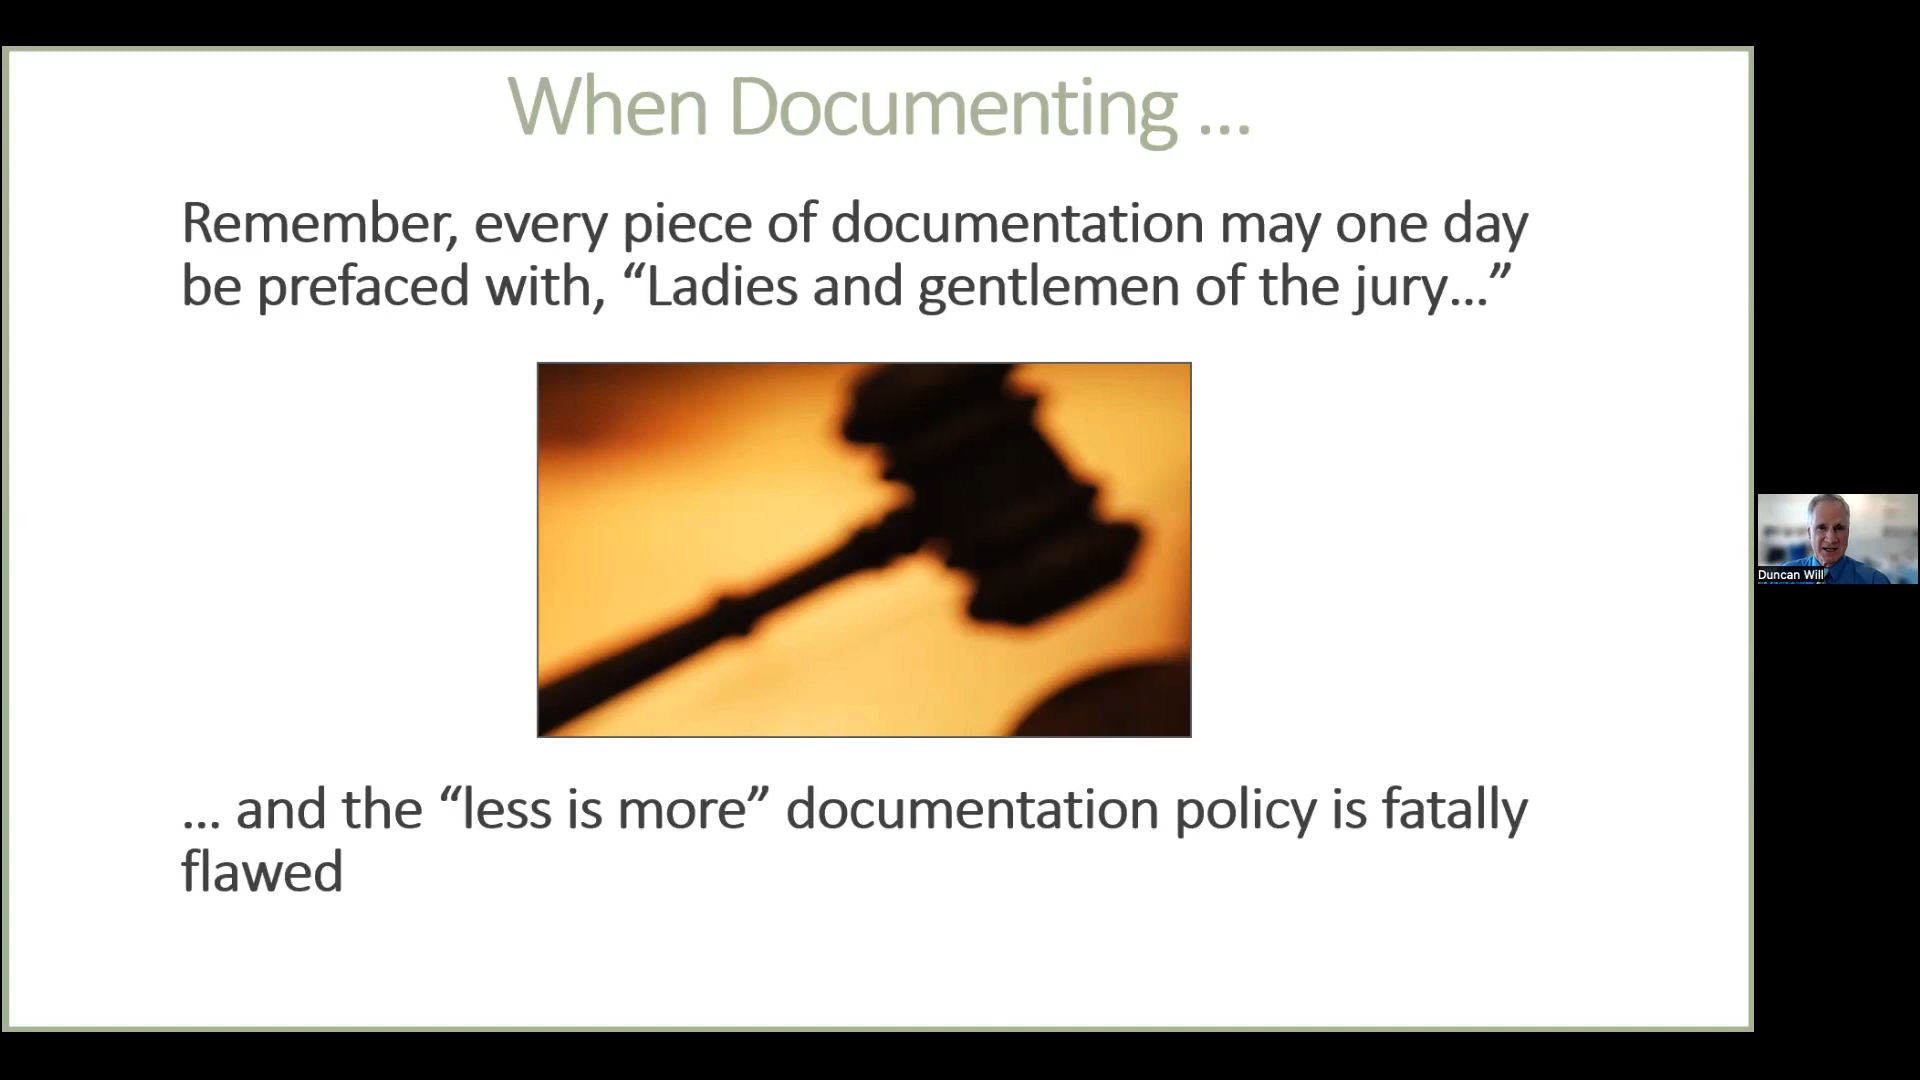 When Documenting ...
Remember, every piece of documentation may one day
be prefaced with, “Ladies and gentlemen of the jury...”
... and the “less is more” documentation policy is fatally
flawed
Duncan Will